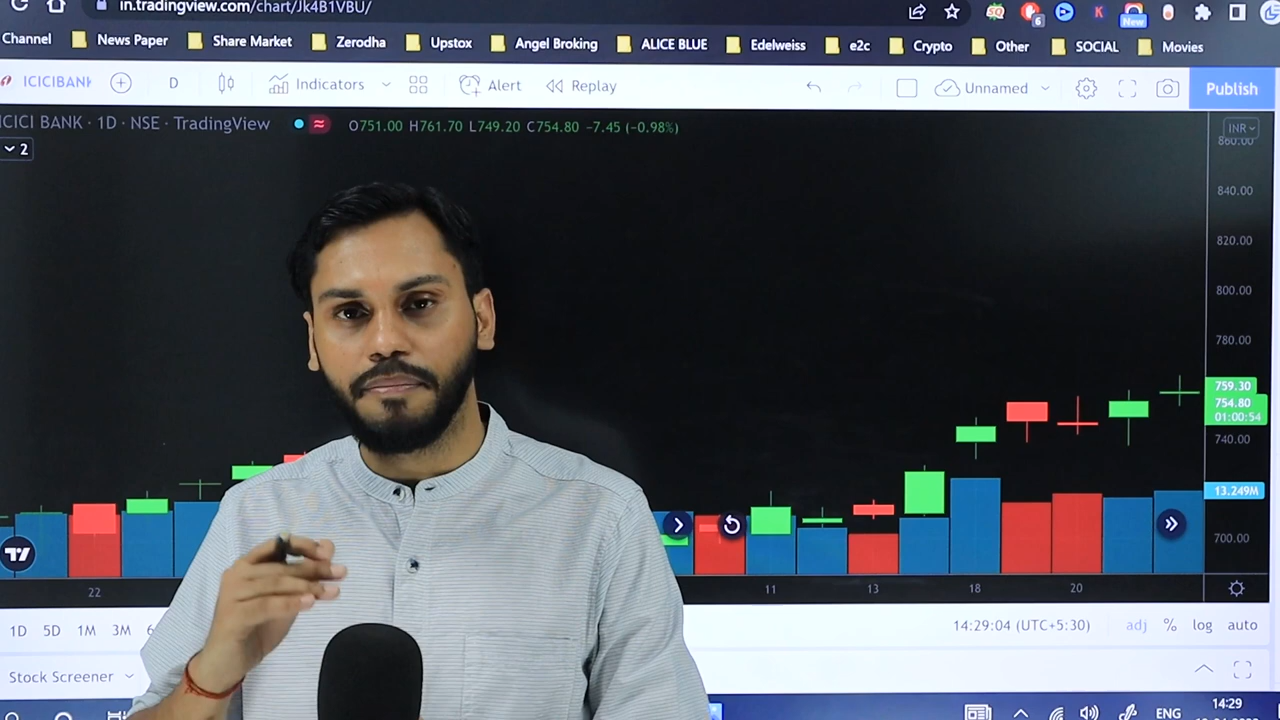 in.tradingview.com/chart/Jk4B1VBU/
Channel News Paper Share Market Zerodha Upstox Angel Broking ALICE BLUE Edelweiss e2c Crypto Other SOCIAL Movies
6 New
ICICIBANK D Indicators Alert Replay Unnamed Publish
ICICI BANK · 1D · NSE · TradingView O751.00 H761.70 L749.20 C754.80 −7.45 (−0.98%) INR
2
860.00
840.00
820.00
800.00
780.00
759.30
754.80
01:00:54
740.00
13.249M
700.00
22 11 13 18 20
1D 5D 1M 3M 14:29:04 (UTC+5:30) adj % log auto
Stock Screener
ENG 14:29